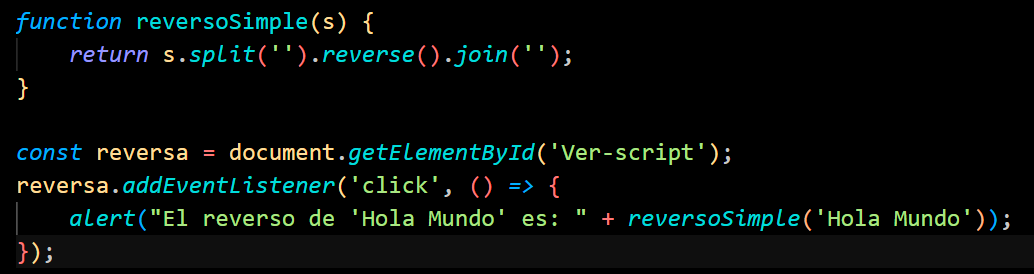 function reversoSimple(s) {
    return s.split('').reverse().join('');
}

const reversa = document.getElementById('Ver-script');
reversa.addEventListener('click', () => {
    alert("El reverso de 'Hola Mundo' es: " + reversoSimple('Hola Mundo'));
});